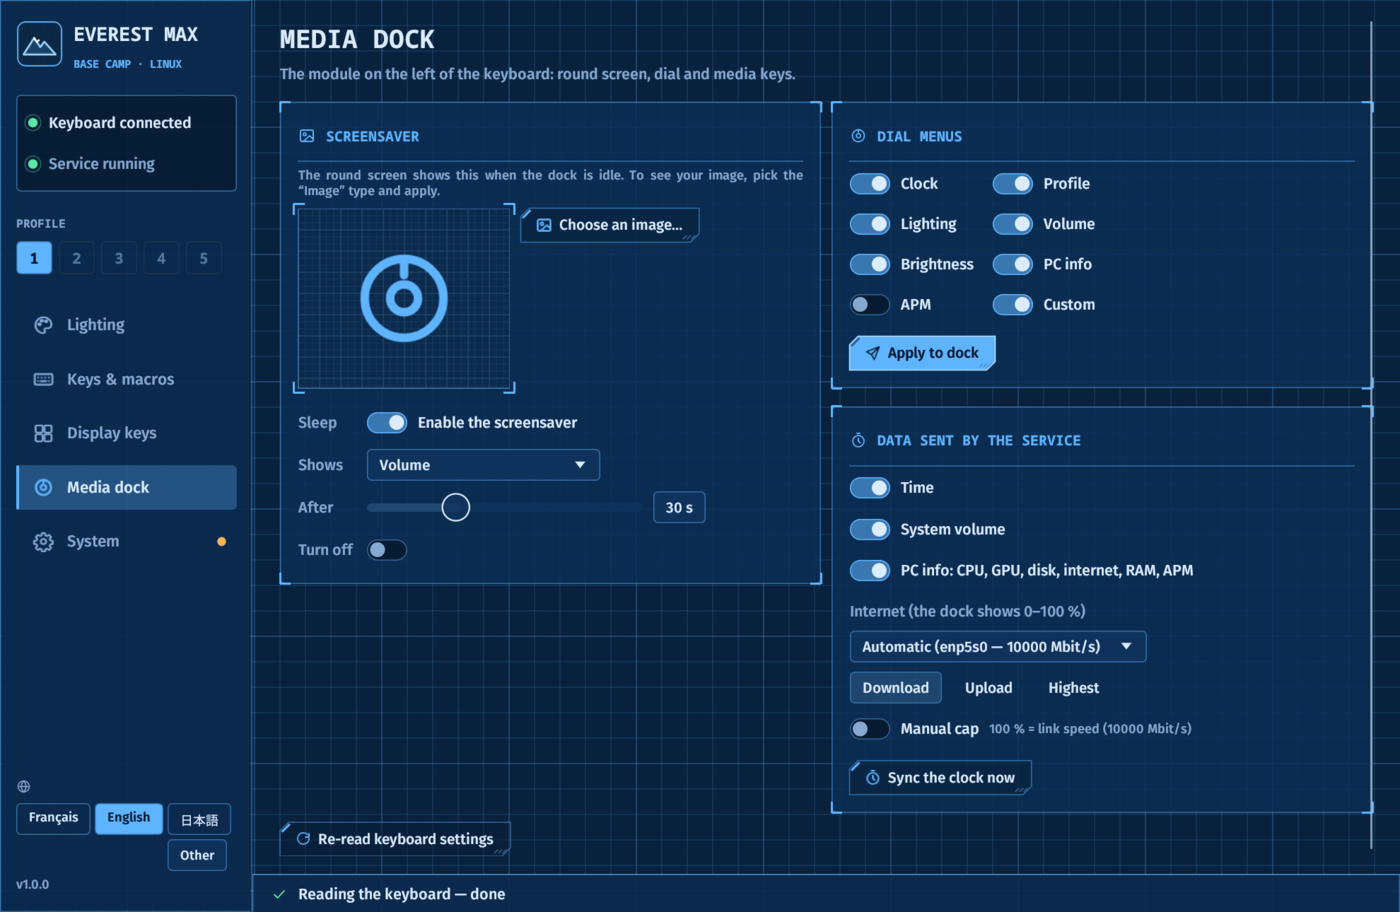 EVEREST MAX
BASE CAMP · LINUX
Keyboard connected
Service running
PROFILE
1 2 3 4 5
Lighting
Keys & macros
Display keys
Media dock
System
Français English 日本語
Other
v1.0.0
MEDIA DOCK
The module on the left of the keyboard: round screen, dial and media keys.
SCREENSAVER
The round screen shows this when the dock is idle. To see your image, pick the
“Image” type and apply.
Choose an image...
Sleep Enable the screensaver
Shows Volume
After 30 s
Turn off
Re-read keyboard settings
DIAL MENUS
Clock Profile
Lighting Volume
Brightness PC info
APM Custom
Apply to dock
DATA SENT BY THE SERVICE
Time
System volume
PC info: CPU, GPU, disk, internet, RAM, APM
Internet (the dock shows 0–100 %)
Automatic (enp5s0 — 10000 Mbit/s)
Download Upload Highest
Manual cap 100 % = link speed (10000 Mbit/s)
Sync the clock now
Reading the keyboard — done